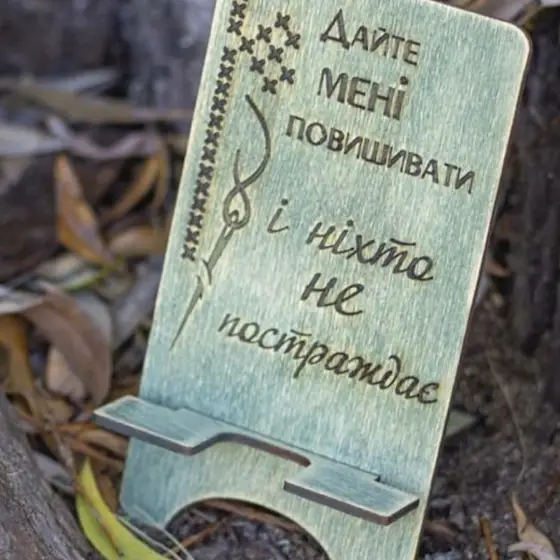 Дайте
мені
повишивати
і ніхто
не
постраждає